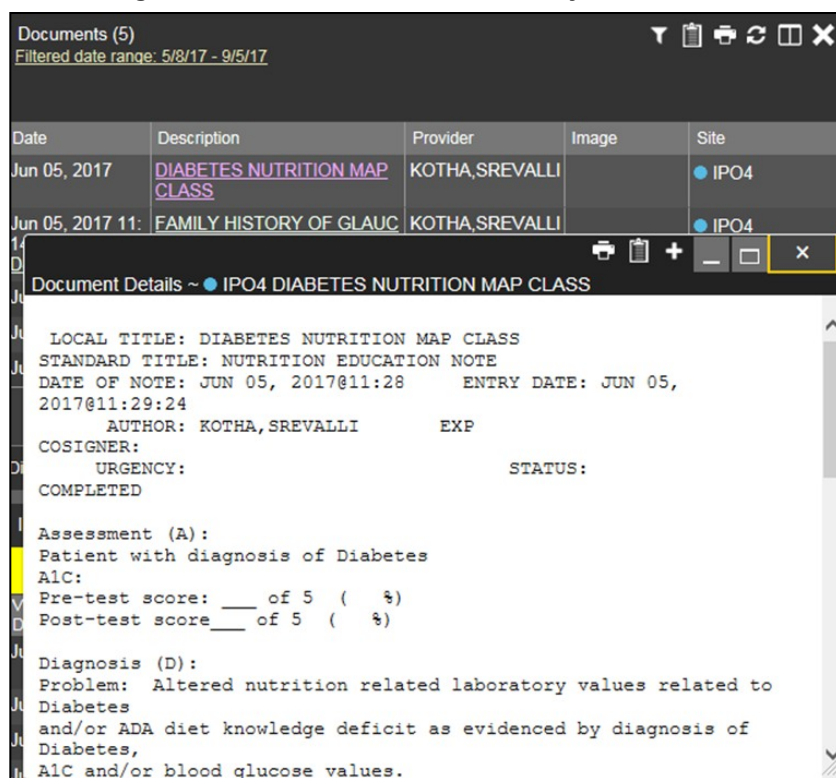 Documents (5)
Filtered date range: 5/8/17 - 9/5/17
Date Description Provider Image Site
Jun 05, 2017 DIABETES NUTRITION MAP KOTHA,SREVALLI IPO4
CLASS
Jun 05, 2017 11: FAMILY HISTORY OF GLAUC KOTHA,SREVALLI IPO4
Document Details ~ IPO4 DIABETES NUTRITION MAP CLASS
LOCAL TITLE: DIABETES NUTRITION MAP CLASS
STANDARD TITLE: NUTRITION EDUCATION NOTE
DATE OF NOTE: JUN 05, 2017@11:28 ENTRY DATE: JUN 05,
2017@11:29:24
AUTHOR: KOTHA,SREVALLI EXP
COSIGNER:
URGENCY: STATUS:
COMPLETED
Assessment (A):
Patient with diagnosis of Diabetes
A1C:
Pre-test score: ___ of 5 ( %)
Post-test score___ of 5 ( %)
Diagnosis (D):
Problem: Altered nutrition related laboratory values related to
Diabetes
and/or ADA diet knowledge deficit as evidenced by diagnosis of
Diabetes,
A1C and/or blood glucose values.